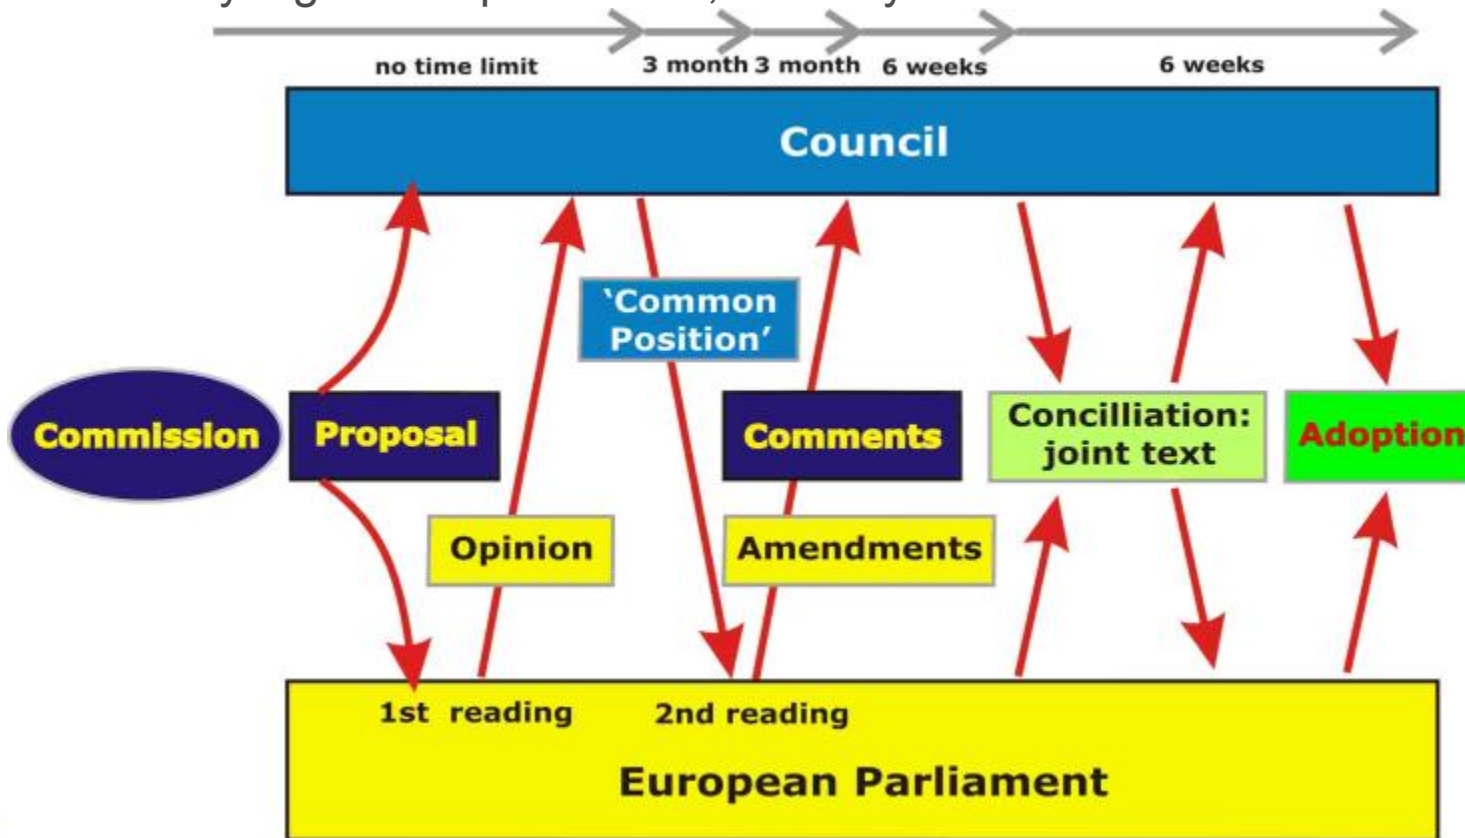 no time limit
3 month
3 month
6 weeks
6 weeks
Council
‘Common
Position’
Commission
Proposal
Comments
Concilliation:
joint text
Adoption
Opinion
Amendments
1st reading
2nd reading
European Parliament